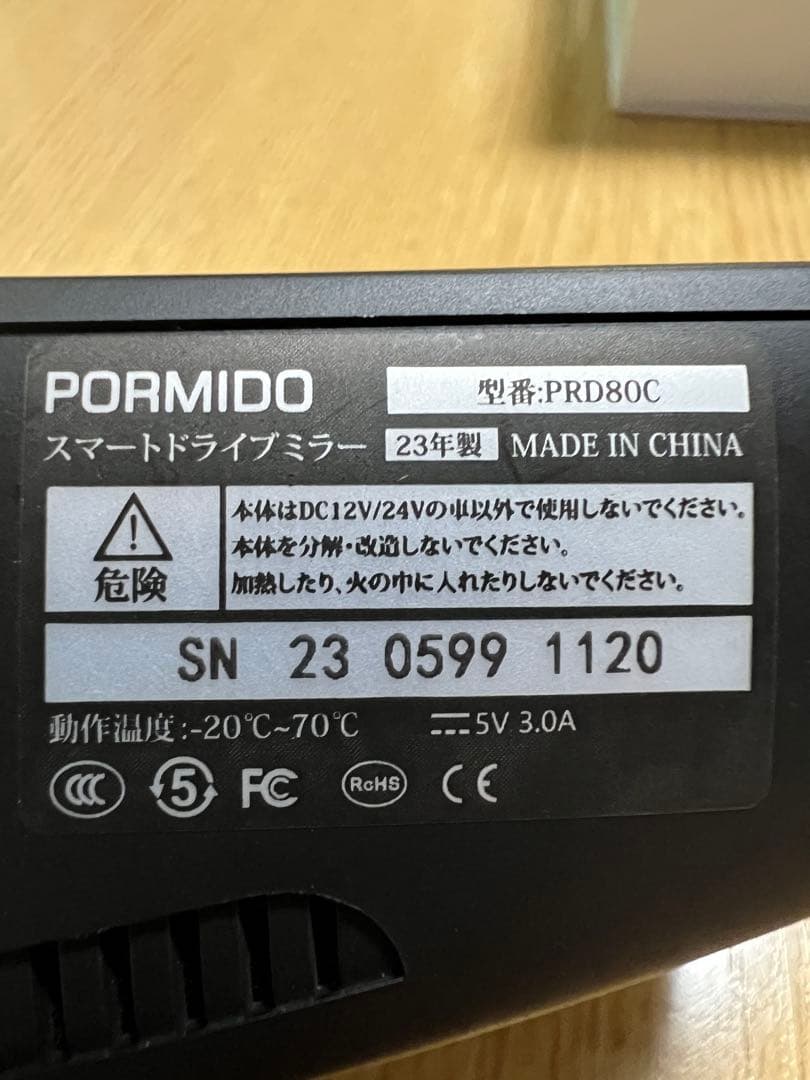 PORMIDO 型番:PRD80C
スマートドライブミラー 23年製 MADE IN CHINA
危険
本体はDC12V/24Vの車以外で使用しないでください。
本体を分解・改造しないでください。
加熱したり、火の中に入れたりしないでください。
SN 23 0599 1120
動作温度:-20℃~70℃ ⎓5V 3.0A
CCC 5 FC RoHS CE